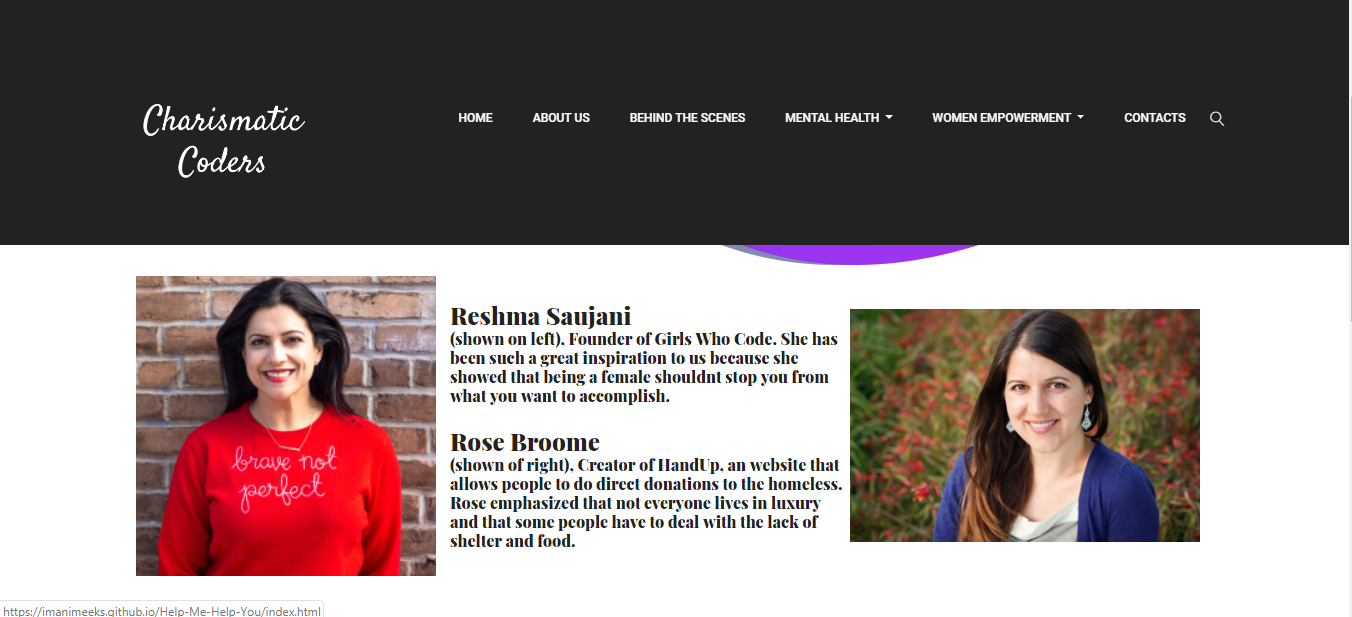 Charismatic
Coders
HOME ABOUT US BEHIND THE SCENES MENTAL HEALTH WOMEN EMPOWERMENT CONTACTS
brave not
perfect
Reshma Saujani
(shown on left), Founder of Girls Who Code. She has
been such a great inspiration to us because she
showed that being a female shouldnt stop you from
what you want to accomplish.
Rose Broome
(shown of right), Creator of HandUp, an website that
allows people to do direct donations to the homeless.
Rose emphasized that not everyone lives in luxury
and that some people have to deal with the lack of
shelter and food.
https://imanimeeks.github.io/Help-Me-Help-You/index.html